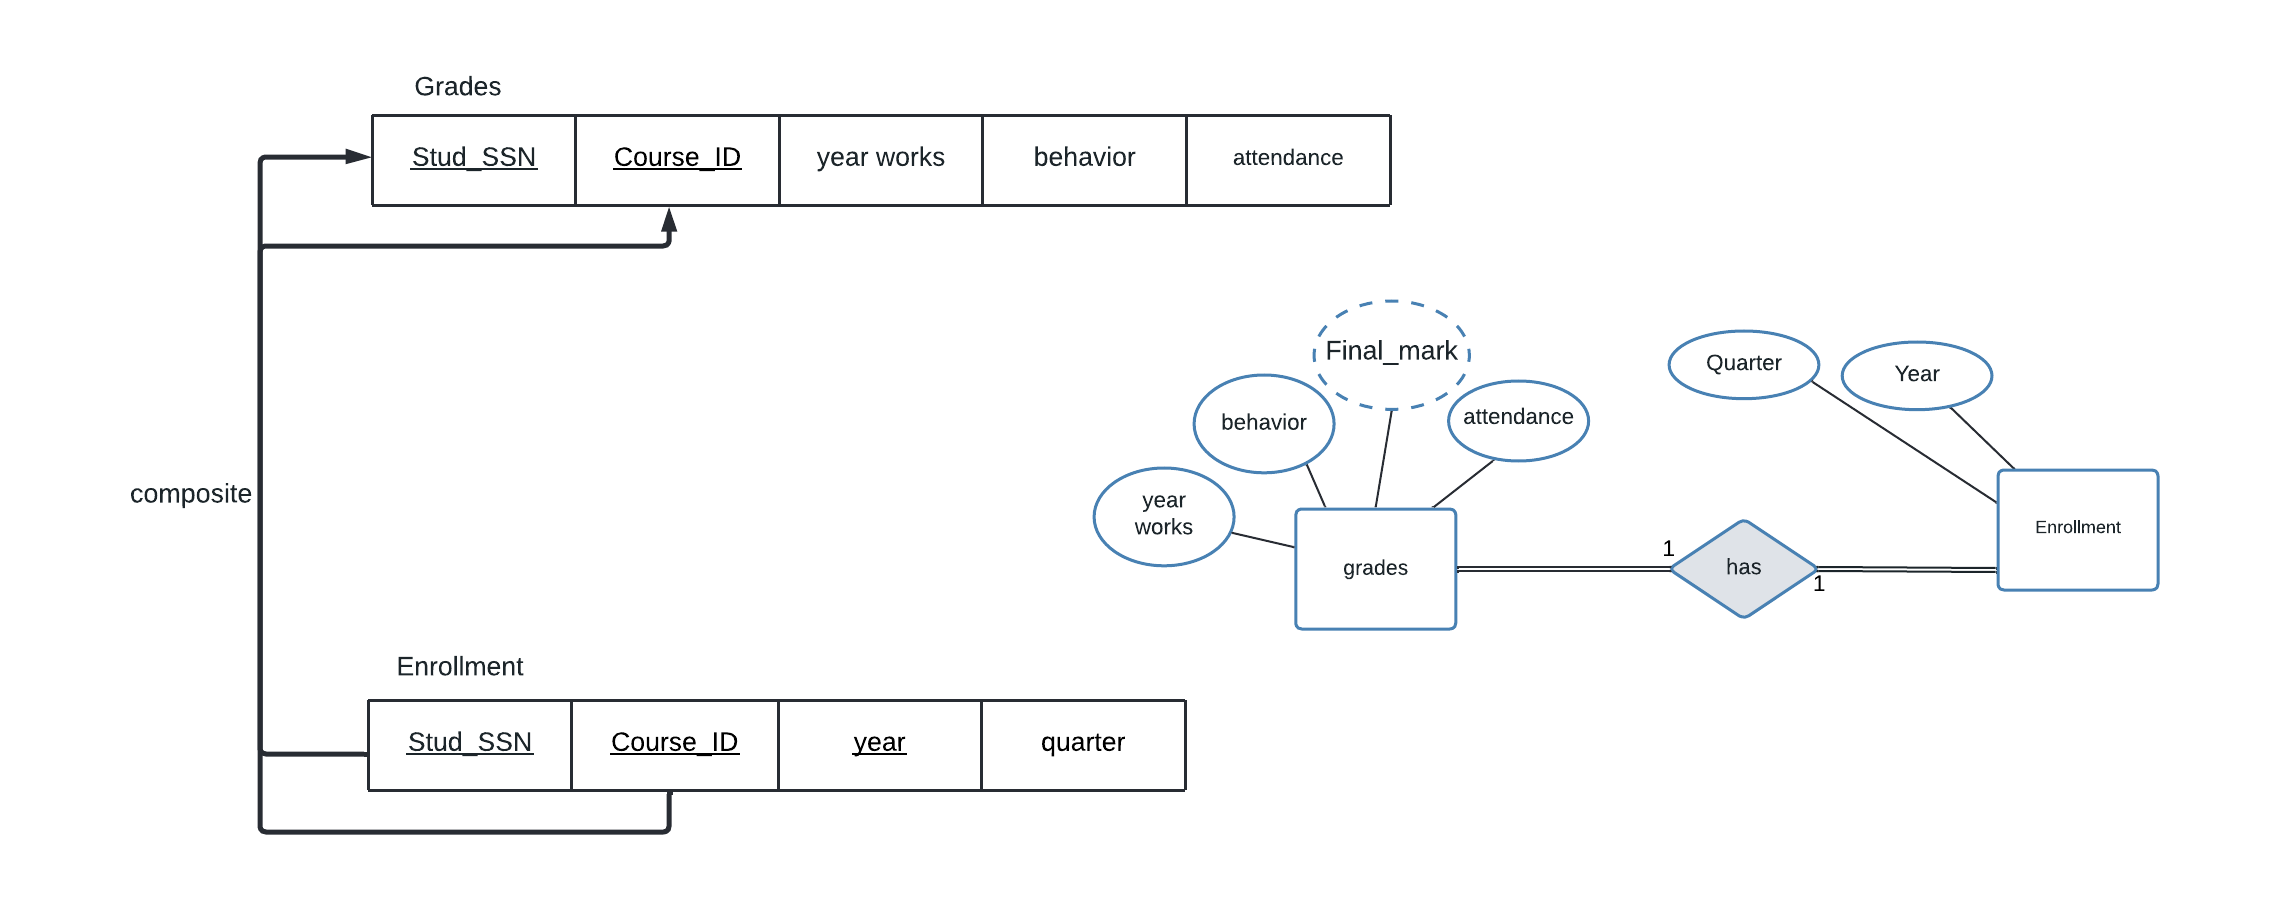 Grades
Stud_SSN Course_ID year works behavior attendance
Final_mark
Quarter
Year
behavior
attendance
year
works
composite
Enrollment
1
has
grades
1
Enrollment
Stud_SSN Course_ID year quarter